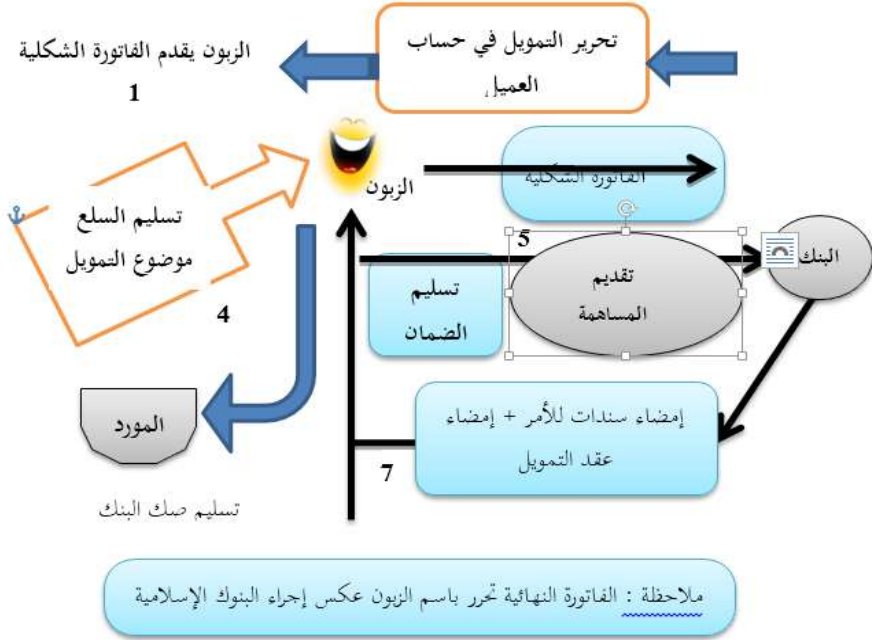 تحرير التمويل في حساب
العميل
الزبون يقدم الفاتورة الشكلية
1
الزبون
الفاتورة الشكلية
تسليم السلع
موضوع التمويل
4
5
البنك
تقديم
المساهمة
تسليم
الضمان
إمضاء سندات للأمر + إمضاء
عقد التمويل
7
المورد
تسليم صك البنك
ملاحظة : الفاتورة النهائية تحرر باسم الزبون عكس إجراء البنوك الإسلامية